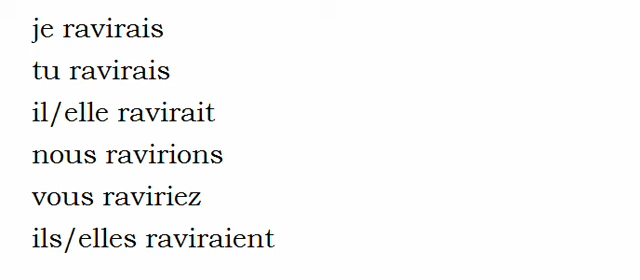 je ravirais
tu ravirais
il/elle ravirait
nous ravirions
vous raviriez
ils/elles raviraient